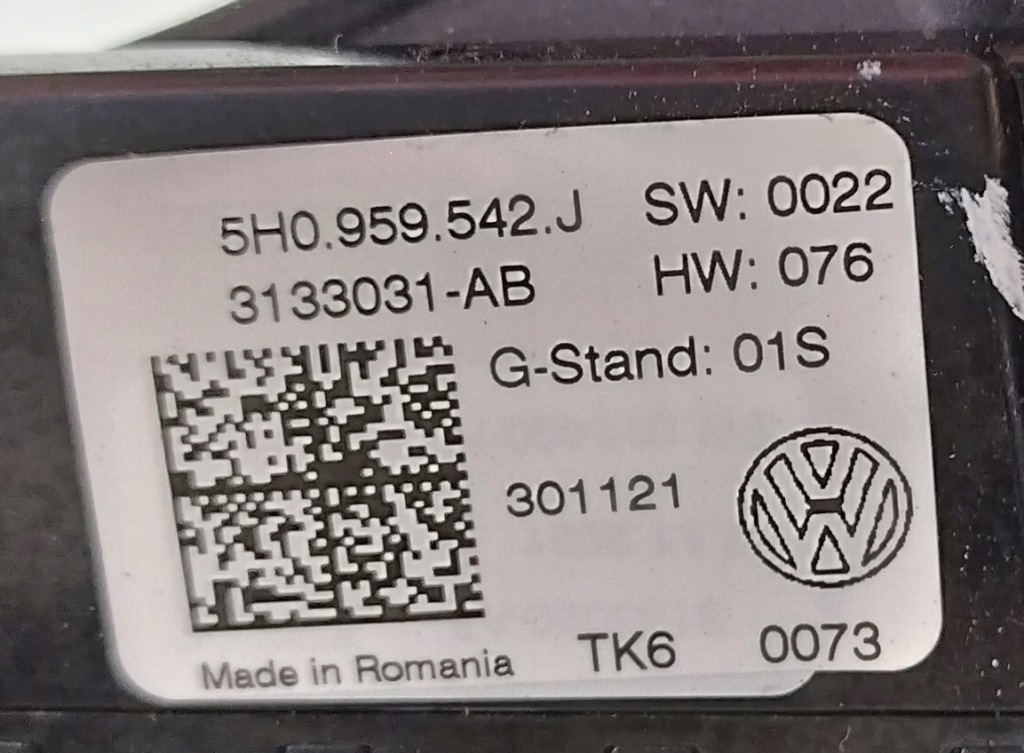 5H0.959.542.J SW: 0022
3133031-AB HW: 076
G-Stand: 01S
301121
TK6 0073
Made in Romania